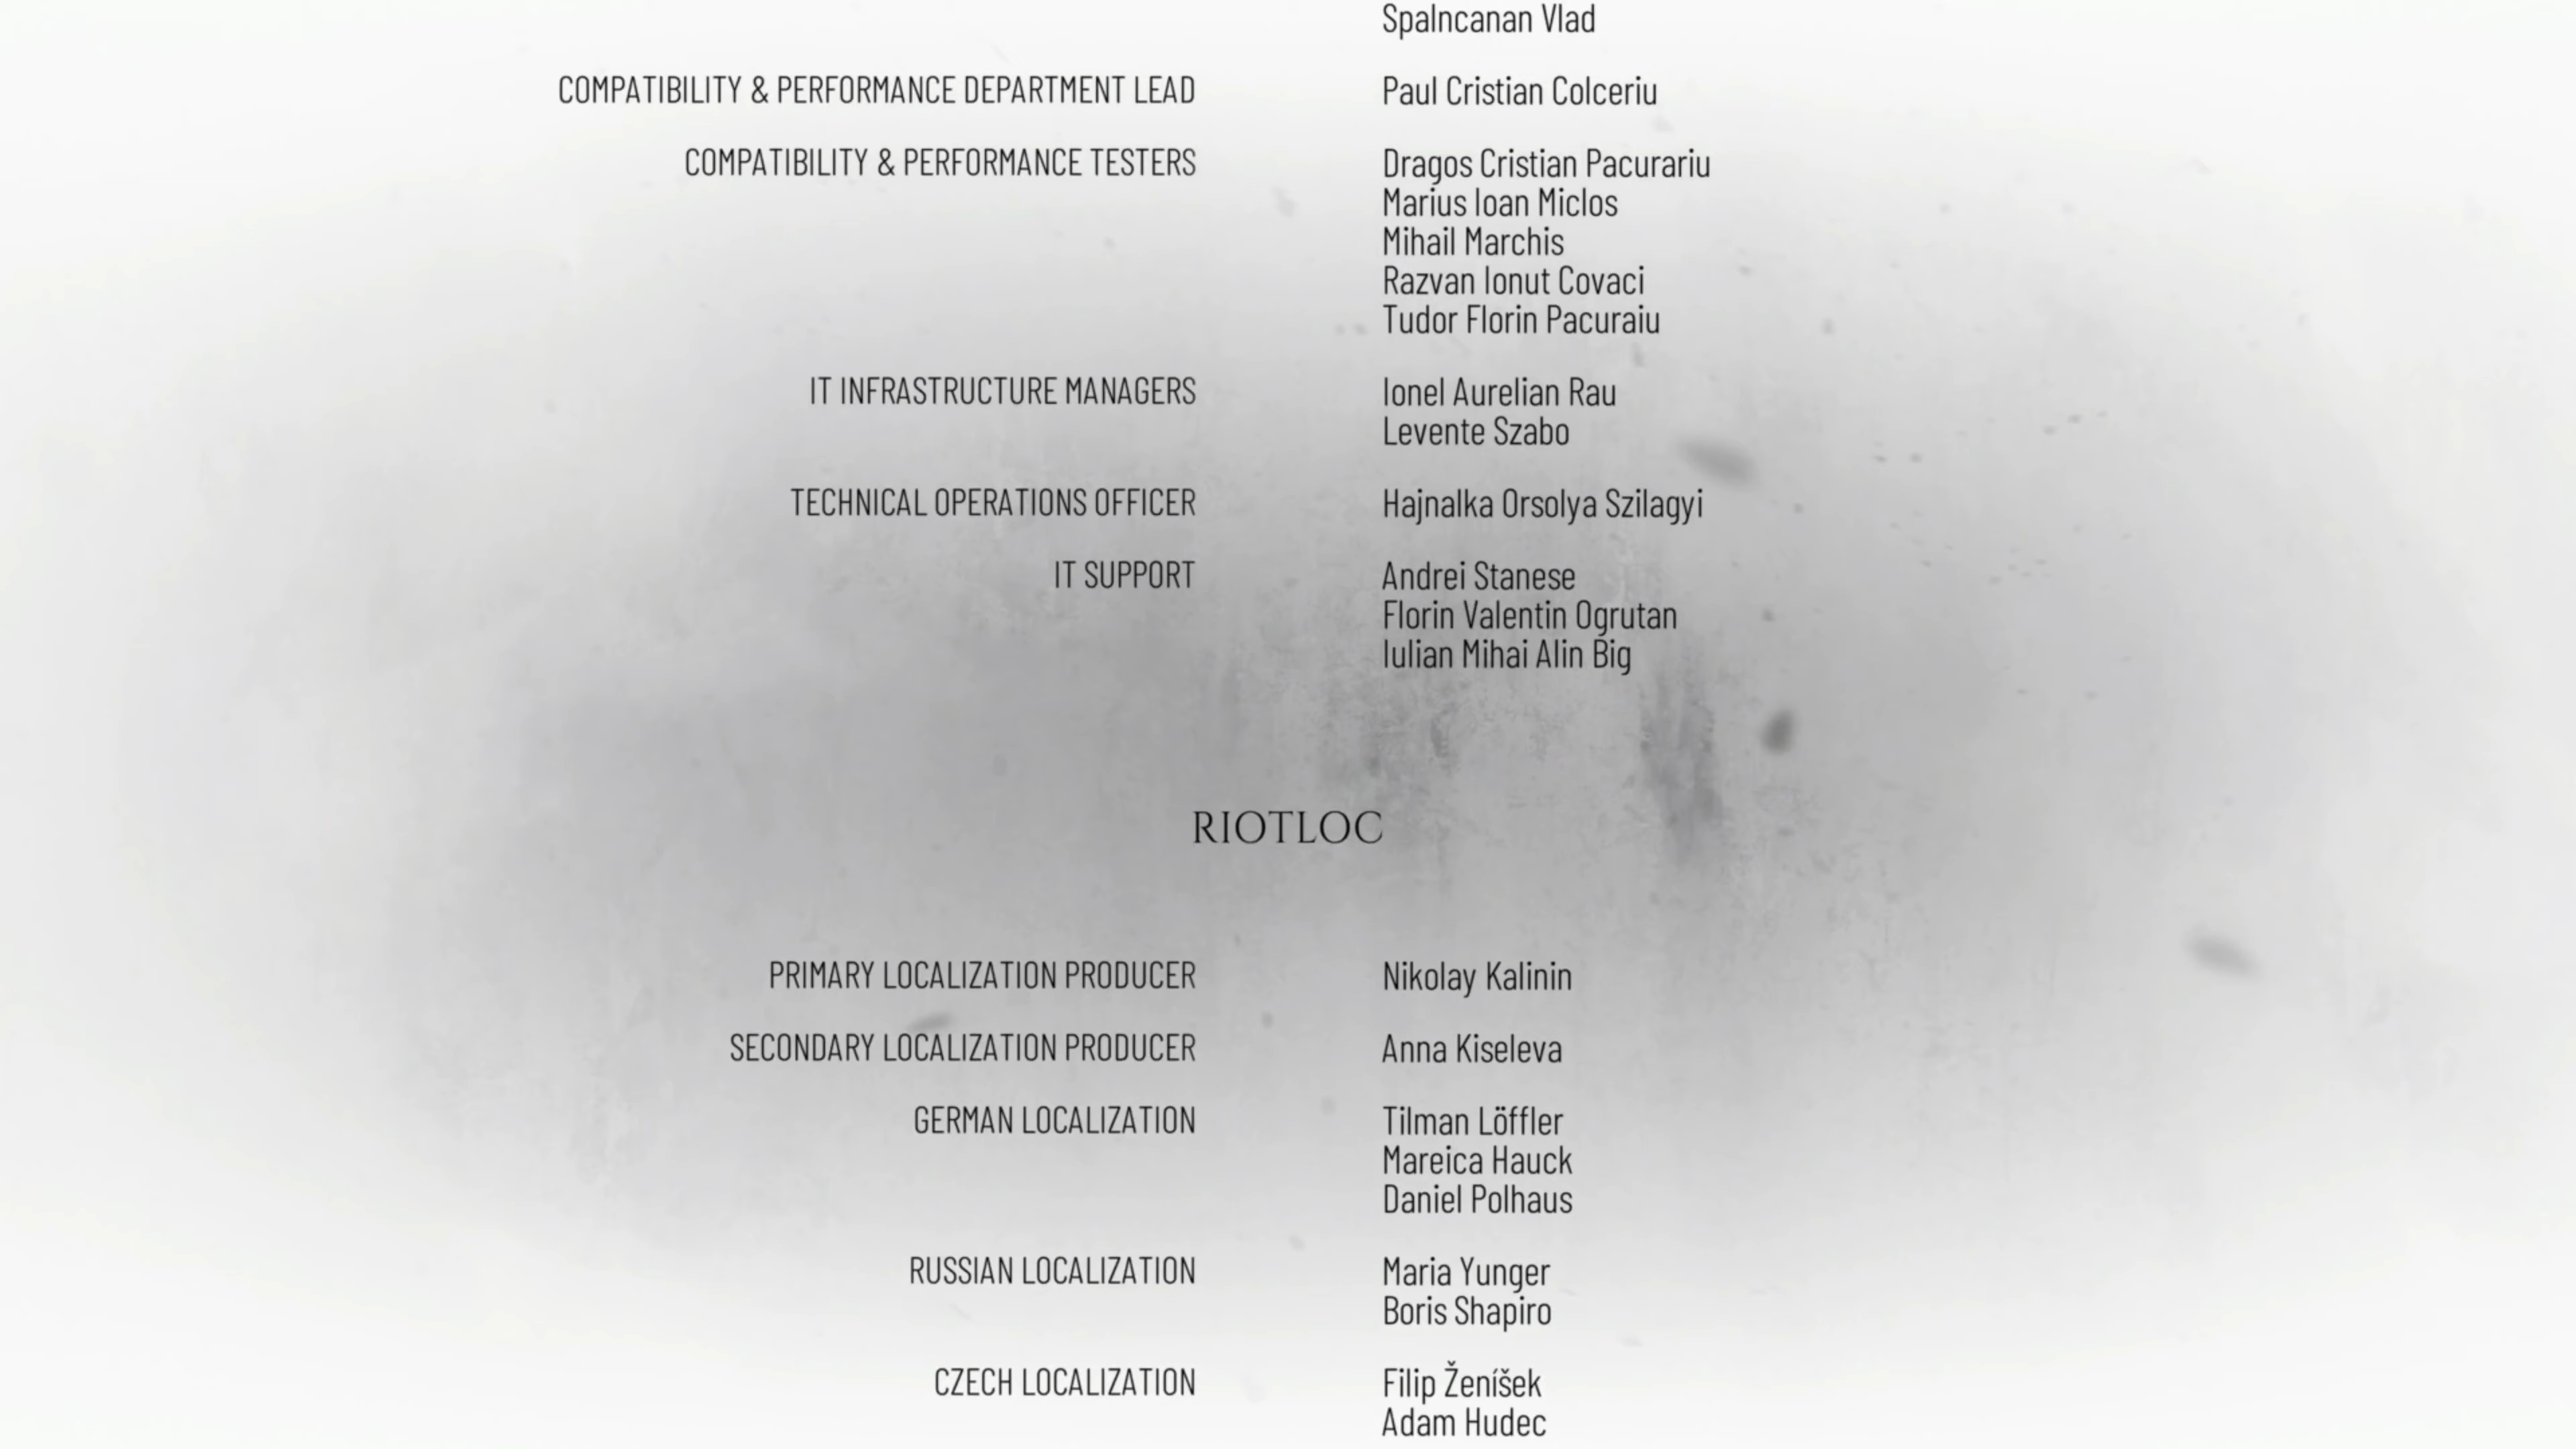 Spalncanan Vlad
COMPATIBILITY & PERFORMANCE DEPARTMENT LEAD Paul Cristian Colceriu
COMPATIBILITY & PERFORMANCE TESTERS Dragos Cristian Pacurariu
Marius Ioan Miclos
Mihail Marchis
Razvan Ionut Covaci
Tudor Florin Pacuraiu
IT INFRASTRUCTURE MANAGERS Ionel Aurelian Rau
Levente Szabo
TECHNICAL OPERATIONS OFFICER Hajnalka Orsolya Szilagyi
IT SUPPORT Andrei Stanese
Florin Valentin Ogrutan
Iulian Mihai Alin Big
RIOTLOC
PRIMARY LOCALIZATION PRODUCER Nikolay Kalinin
SECONDARY LOCALIZATION PRODUCER Anna Kiseleva
GERMAN LOCALIZATION Tilman Löffler
Mareica Hauck
Daniel Polhaus
RUSSIAN LOCALIZATION Maria Yunger
Boris Shapiro
CZECH LOCALIZATION Filip Ženíšek
Adam Hudec